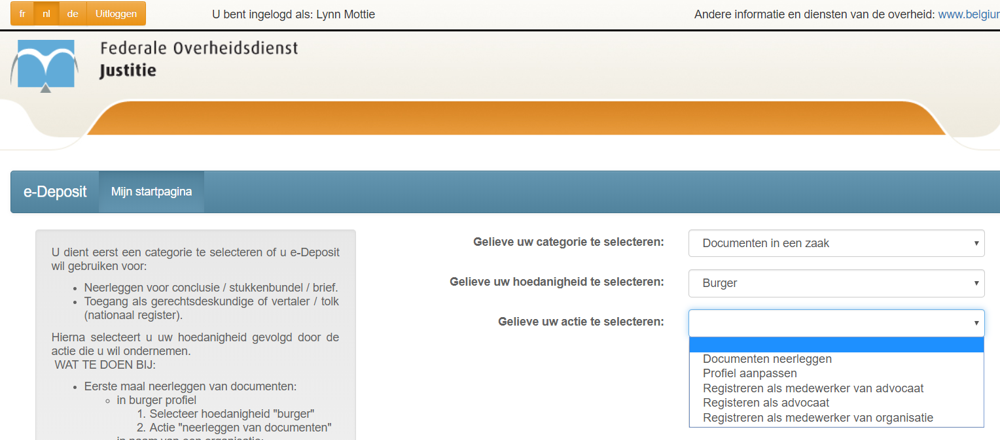 fr nl de Uitloggen
U bent ingelogd als: Lynn Mottie
Andere informatie en diensten van de overheid: www.belgiu
Federale Overheidsdienst
Justitie
e-Deposit
Mijn startpagina
U dient eerst een categorie te selecteren of u e-Deposit
wil gebruiken voor:
• Neerleggen voor conclusie / stukkenbundel / brief.
• Toegang als gerechtsdeskundige of vertaler / tolk
(nationaal register).
Hierna selecteert u uw hoedanigheid gevolgd door de
actie die u wil ondernemen.
WAT TE DOEN BIJ:
• Eerste maal neerleggen van documenten:
in burger profiel
1. Selecteer hoedanigheid "burger"
2. Actie "neerleggen van documenten"
in naam van een organisatie:
Gelieve uw categorie te selecteren:
Documenten in een zaak
Gelieve uw hoedanigheid te selecteren:
Burger
Gelieve uw actie te selecteren:
Documenten neerleggen
Profiel aanpassen
Registreren als medewerker van advocaat
Registeren als advocaat
Registreren als medewerker van organisatie